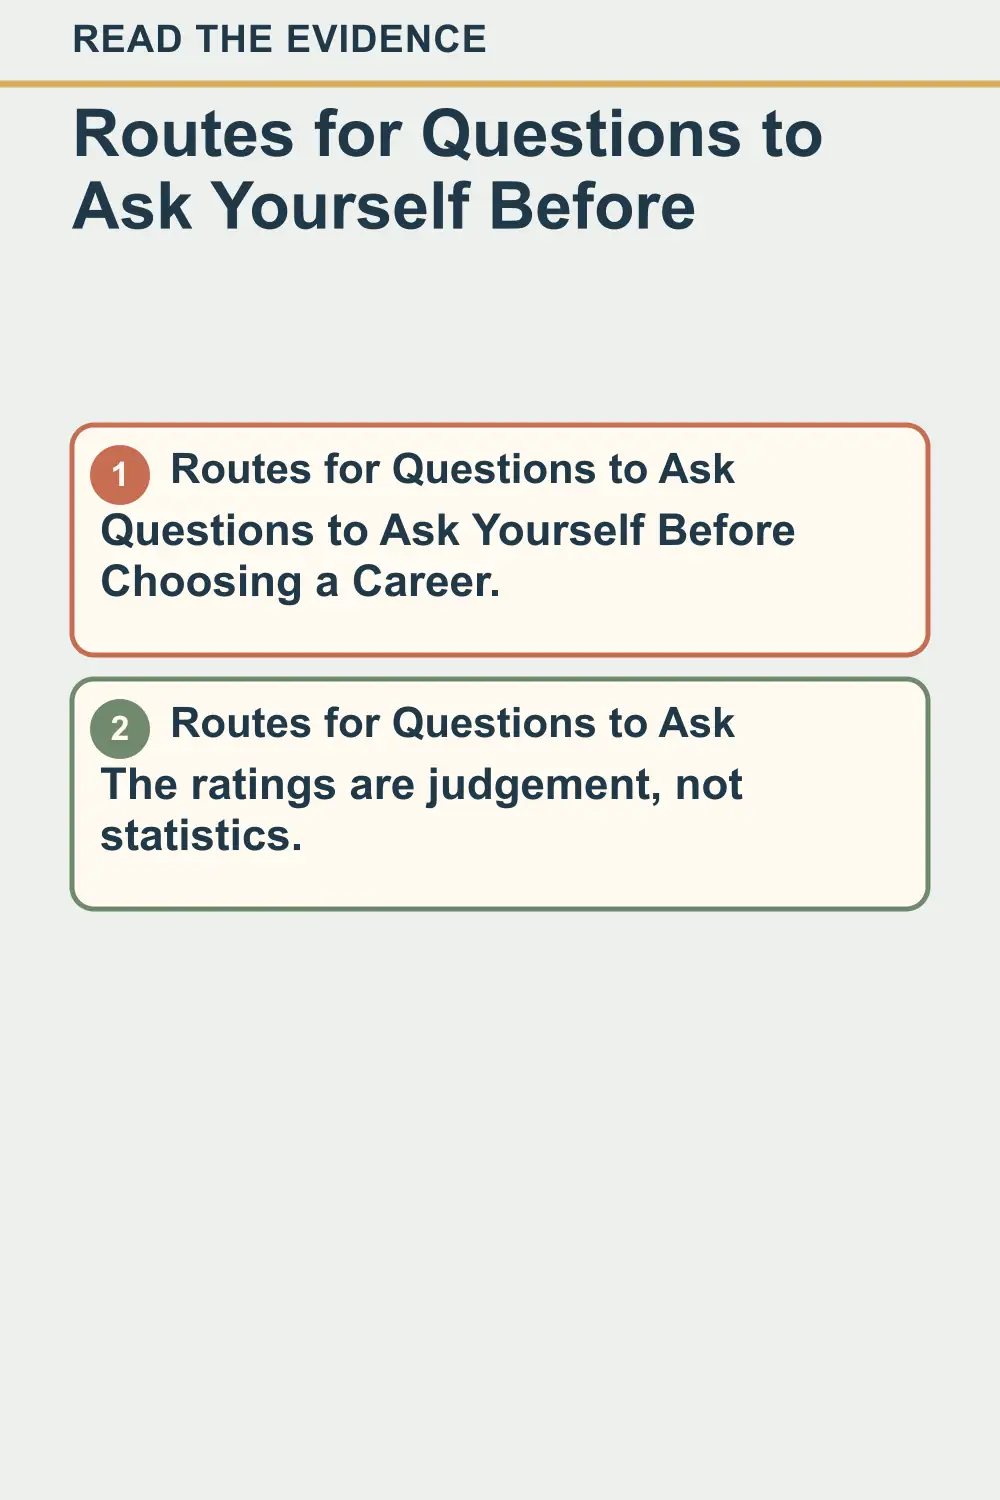 READ THE EVIDENCE
Routes for Questions to
Ask Yourself Before
1 Routes for Questions to Ask
Questions to Ask Yourself Before
Choosing a Career.
2 Routes for Questions to Ask
The ratings are judgement, not
statistics.